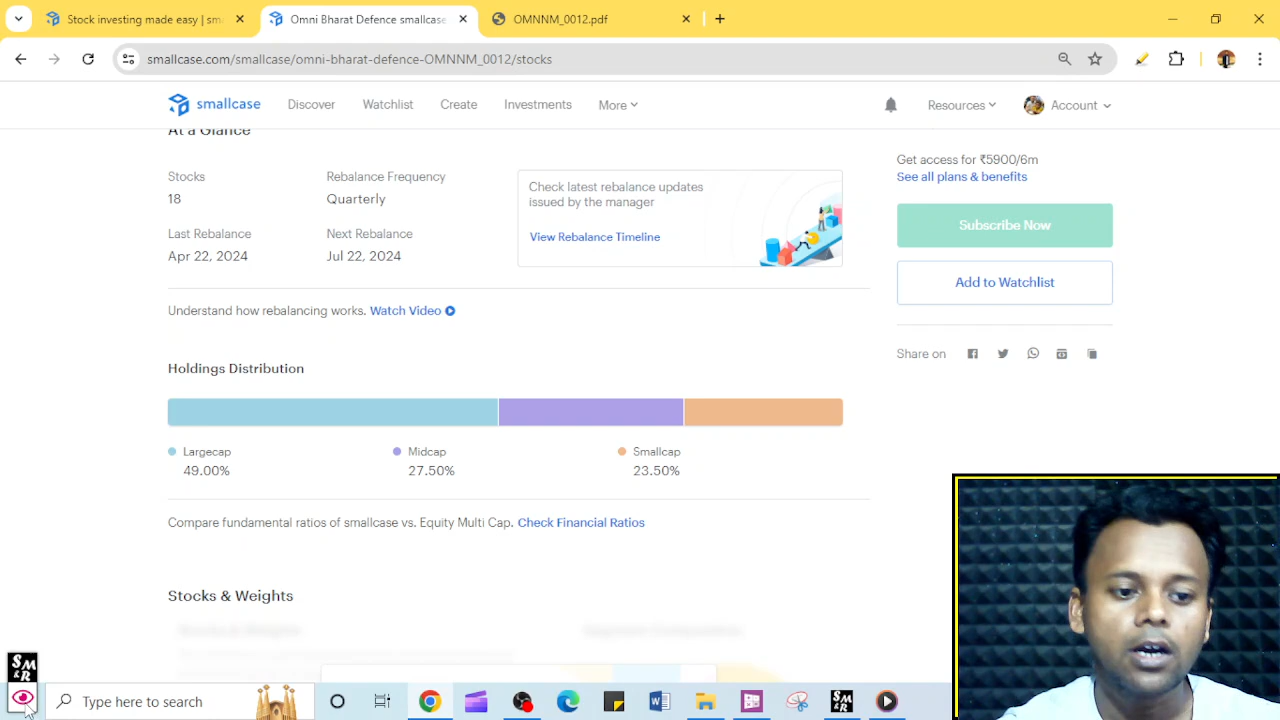 Stock investing made easy | sm
Omni Bharat Defence smallcase
OMNNM_0012.pdf
smallcase.com/smallcase/omni-bharat-defence-OMNNM_0012/stocks
smallcase
Discover
Watchlist
Create
Investments
More
Resources
Account
At a Glance
Stocks
18
Rebalance Frequency
Quarterly
Last Rebalance
Apr 22, 2024
Next Rebalance
Jul 22, 2024
Check latest rebalance updates
issued by the manager
View Rebalance Timeline
Get access for ₹5900/6m
See all plans & benefits
Subscribe Now
Add to Watchlist
Share on
Understand how rebalancing works. Watch Video
Holdings Distribution
Largecap
49.00%
Midcap
27.50%
Smallcap
23.50%
Compare fundamental ratios of smallcase vs. Equity Multi Cap. Check Financial Ratios
Stocks & Weights
Stocks & Weights
SM
&R
Type here to search
SM
&R